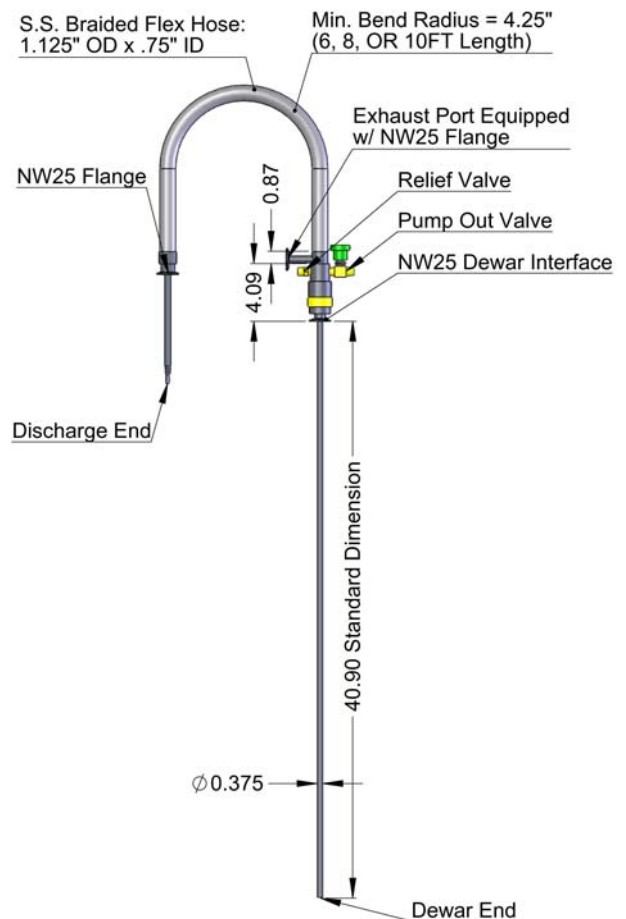 S.S. Braided Flex Hose:
1.125" OD x .75" ID
Min. Bend Radius = 4.25"
(6, 8, OR 10FT Length)
Exhaust Port Equipped
w/ NW25 Flange
NW25 Flange
0.87
Relief Valve
Pump Out Valve
4.09
NW25 Dewar Interface
Discharge End
40.90 Standard Dimension
∅0.375
Dewar End